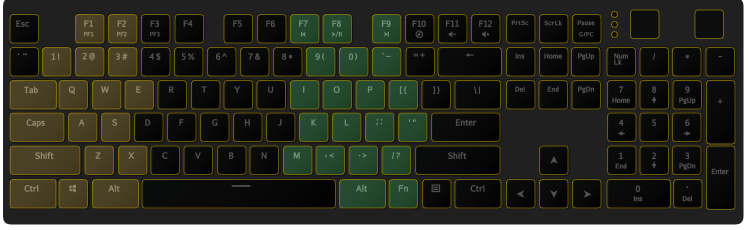 Esc F1 F2 F3 F4 F5 F6 F7 F8 F9 F10 F11 F12 PrtSc ScrLk Pause
PF1 PF2 PF3 G/PC
` ~ 1! 2@ 3# 4$ 5% 6^ 7& 8* 9( 0) - += Ins Home PgUp Num Lk / * -
Tab Q W E R T Y U I O P [{ ]} \| Del End PgDn 7 8 9 +
Home PgUp
Caps A S D F G H J K L ;: '" Enter 4 5 6
Shift Z X C V B N M ,< .> /? Shift 1 2 3 Enter
End PgDn
Ctrl Alt Alt Fn Ctrl 0 .
Ins Del